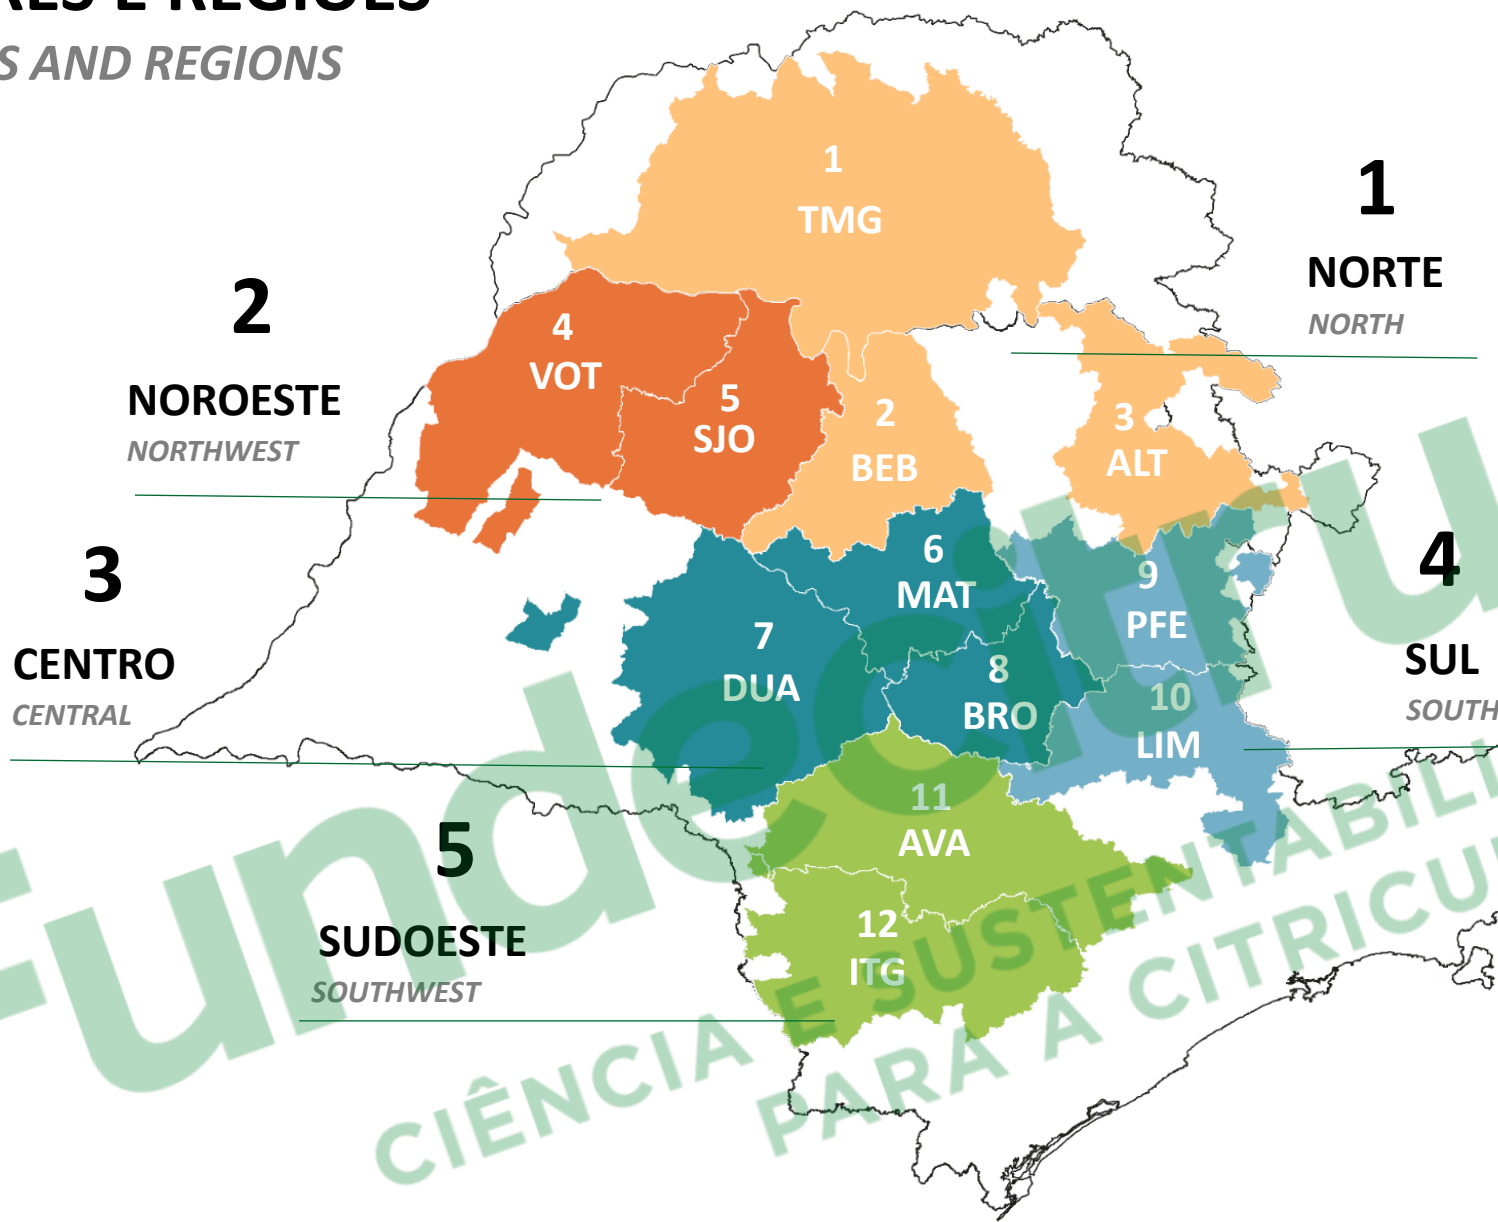 E REGIÕES
AND REGIONS
1
NORTE
NORTH
2
NOROESTE
NORTHWEST
3
CENTRO
CENTRAL
4
SUL
SOUTH
5
SUDOESTE
SOUTHWEST
1
TMG
2
BEB
3
ALT
4
VOT
5
SJO
6
MAT
7
DUA
8
BRO
9
PFE
10
LIM
11
AVA
12
ITG
Fundecitru
CIÊNCIA E SUSTENTABILI
PARA A CITRICU